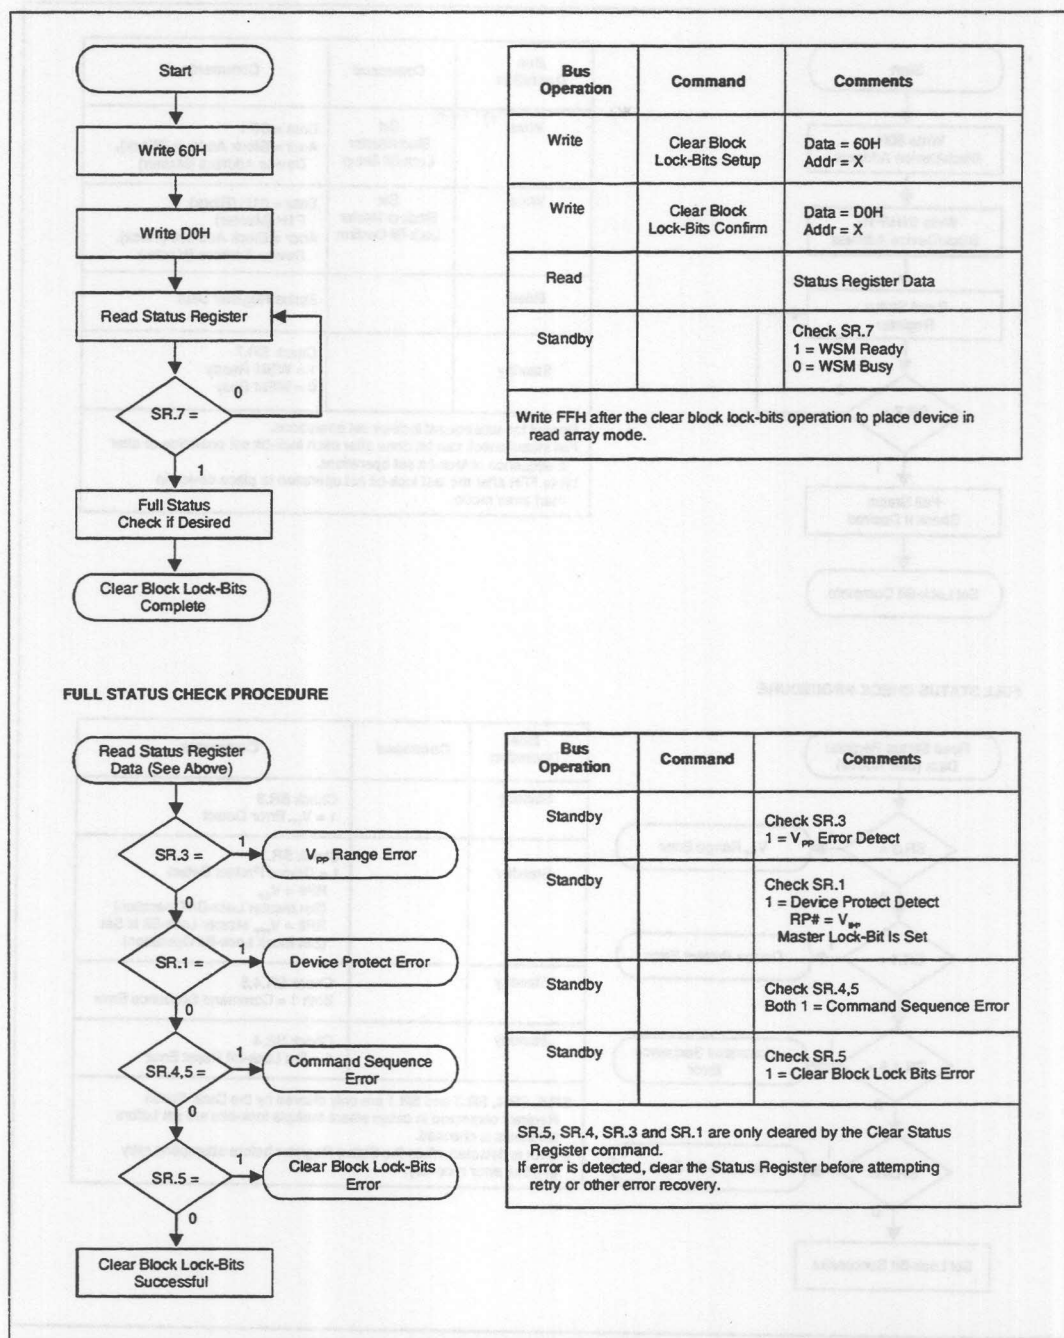 Start
Write 60H
Write D0H
Read Status Register
0
SR.7 =
1
Full Status
Check if Desired
Clear Block Lock-Bits
Complete
Bus
Operation
Command
Comments
Write
Clear Block
Lock-Bits Setup
Data = 60H
Addr = X
Write
Clear Block
Lock-Bits Confirm
Data = D0H
Addr = X
Read
Status Register Data
Standby
Check SR.7
1 = WSM Ready
0 = WSM Busy
Write FFH after the clear block lock-bits operation to place device in
read array mode.
FULL STATUS CHECK PROCEDURE
Read Status Register
Data (See Above)
SR.3 =
1
VPP Range Error
0
SR.1 =
1
Device Protect Error
0
SR.4,5 =
1
Command Sequence
Error
0
SR.5 =
1
Clear Block Lock-Bits
Error
0
Clear Block Lock-Bits
Successful
Bus
Operation
Command
Comments
Standby
Check SR.3
1 = VPP Error Detect
Standby
Check SR.1
1 = Device Protect Detect
RP# = V
Master Lock-Bit Is Set
Standby
Check SR.4,5
Both 1 = Command Sequence Error
Standby
Check SR.5
1 = Clear Block Lock Bits Error
SR.5, SR.4, SR.3 and SR.1 are only cleared by the Clear Status
Register command.
If error is detected, clear the Status Register before attempting
retry or other error recovery.